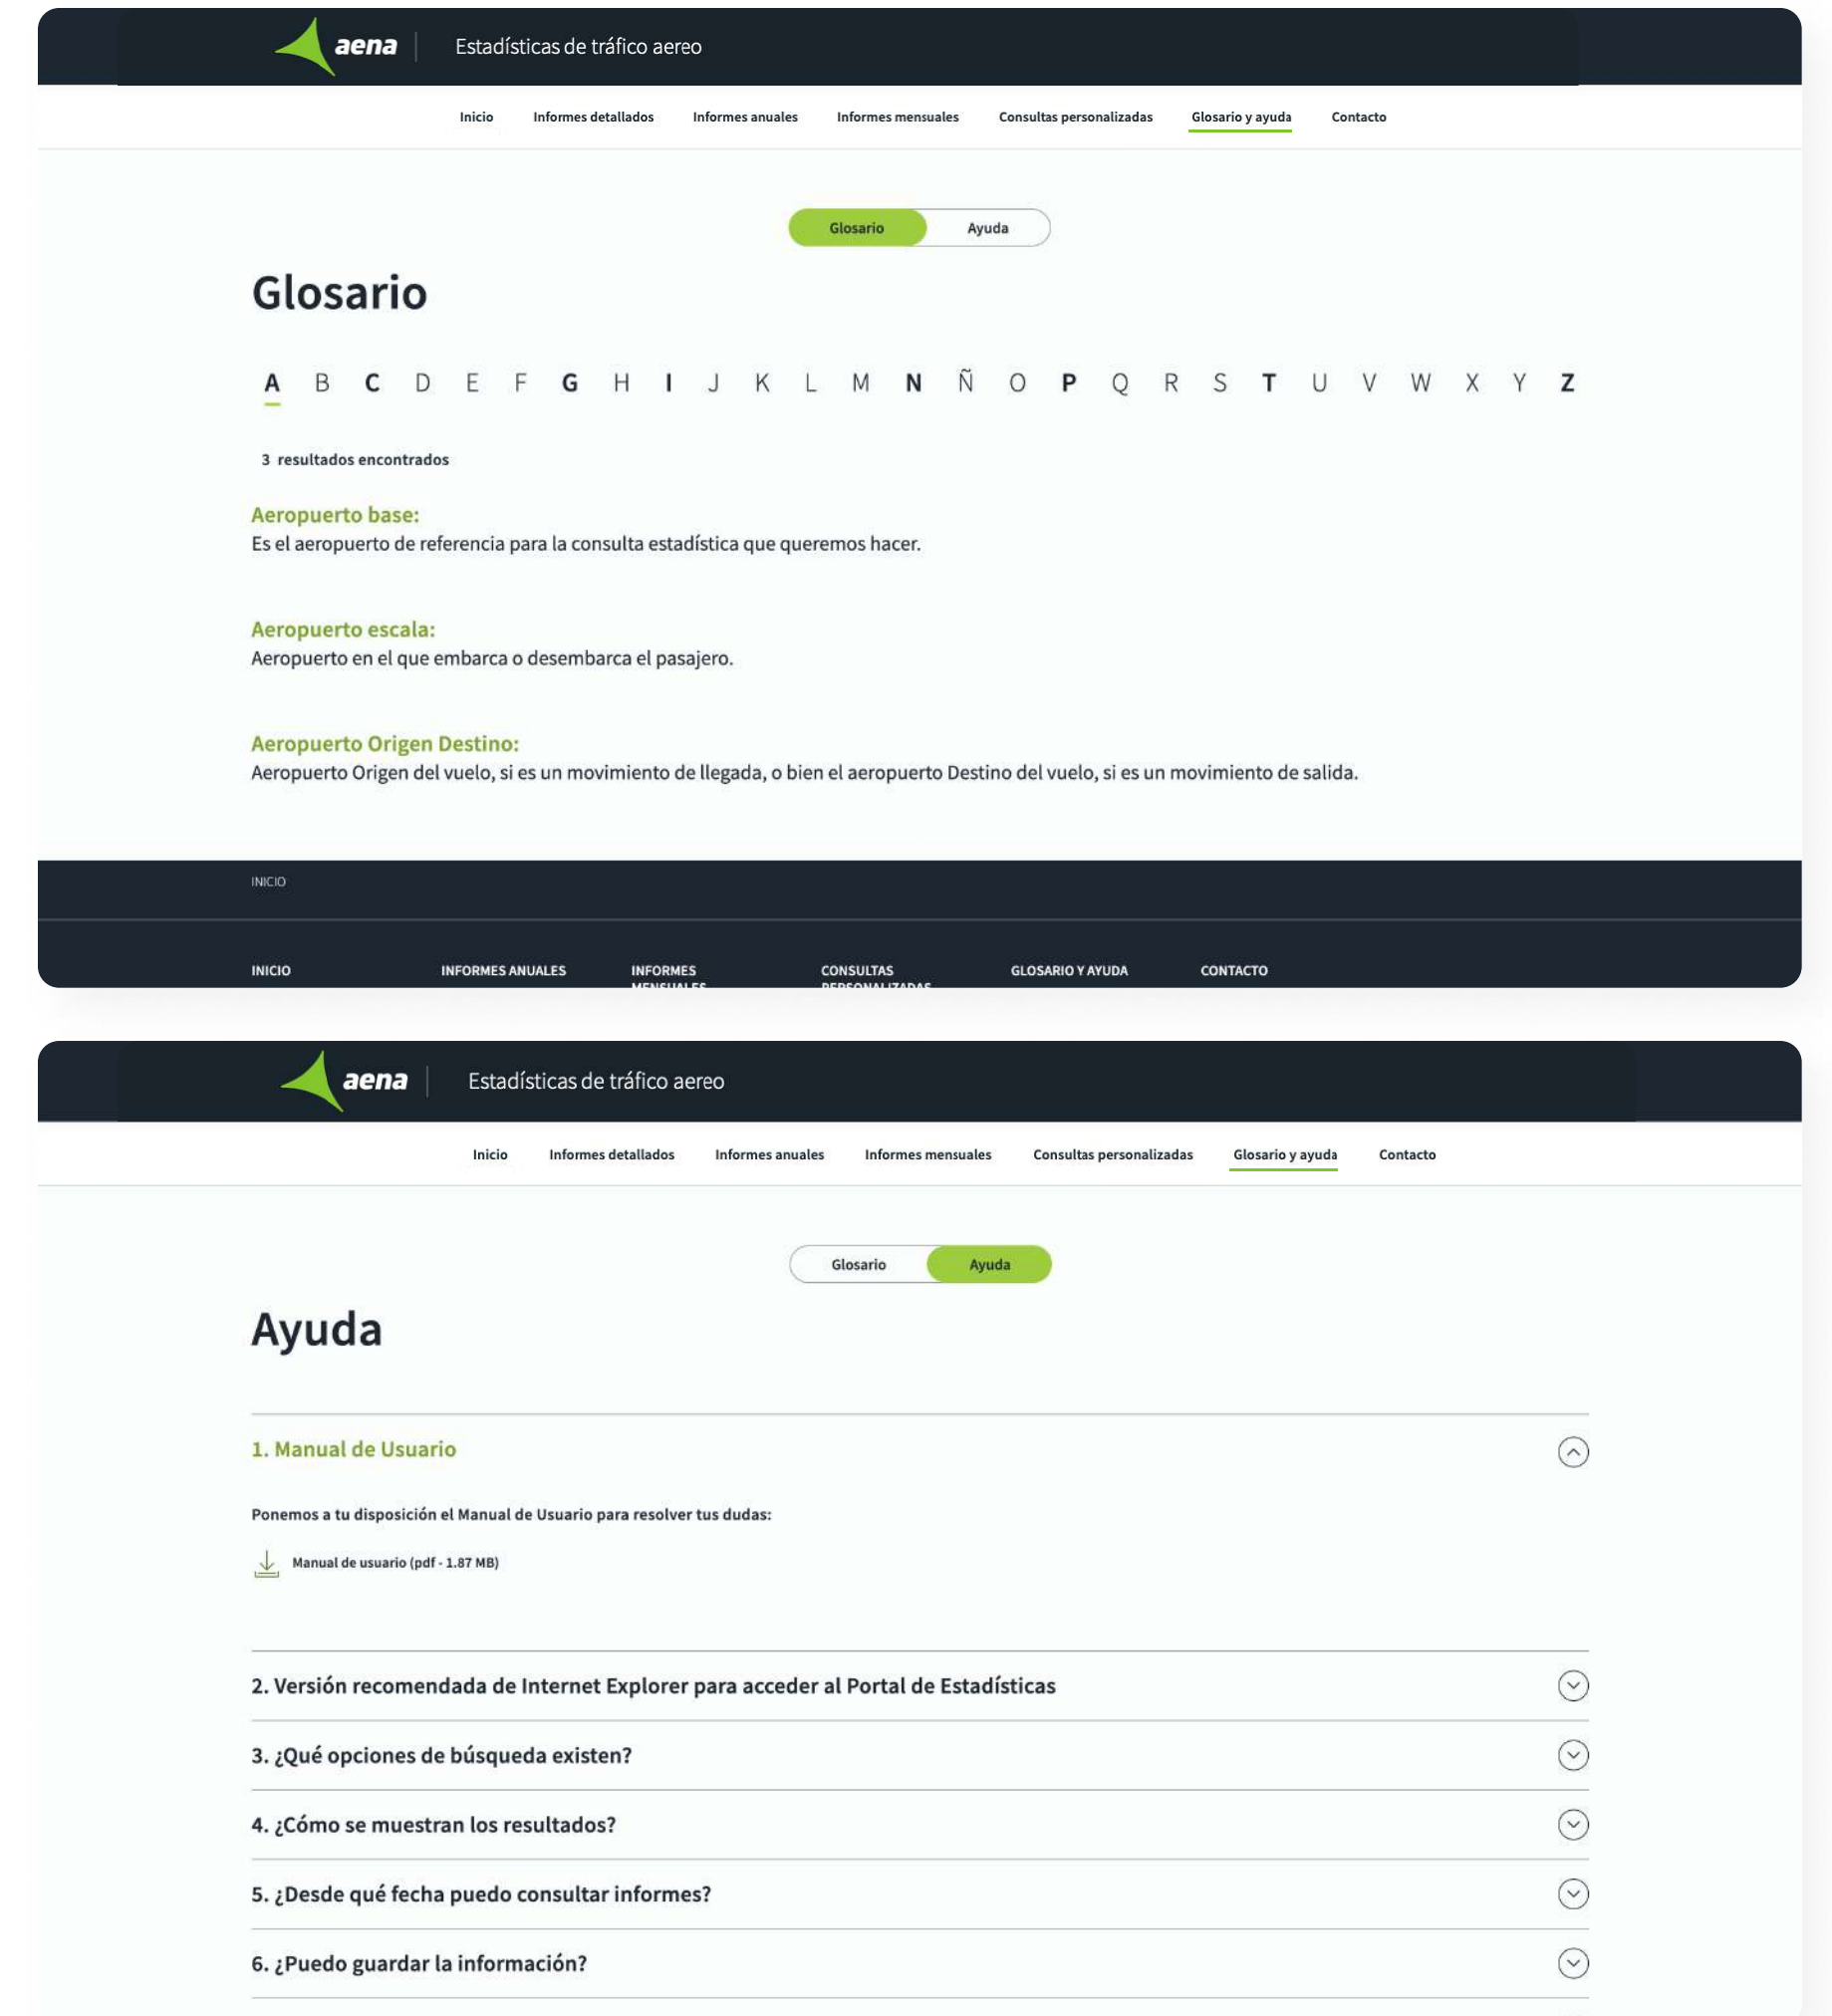 aena
Estadísticas de tráfico aereo
Inicio Informes detallados Informes anuales Informes mensuales Consultas personalizadas Glosario y ayuda Contacto
Glosario Ayuda
Glosario
A B C D E F G H I J K L M N Ñ O P Q R S T U V W X Y Z
3 resultados encontrados
Aeropuerto base:
Es el aeropuerto de referencia para la consulta estadística que queremos hacer.
Aeropuerto escala:
Aeropuerto en el que embarca o desembarca el pasajero.
Aeropuerto Origen Destino:
Aeropuerto Origen del vuelo, si es un movimiento de llegada, o bien el aeropuerto Destino del vuelo, si es un movimiento de salida.
INICIO
INICIO INFORMES ANUALES INFORMES MENSUALES CONSULTAS PERSONALIZADAS GLOSARIO Y AYUDA CONTACTO
aena
Estadísticas de tráfico aereo
Inicio Informes detallados Informes anuales Informes mensuales Consultas personalizadas Glosario y ayuda Contacto
Glosario Ayuda
Ayuda
1. Manual de Usuario
Ponemos a tu disposición el Manual de Usuario para resolver tus dudas:
Manual de usuario (pdf - 1.87 MB)
2. Versión recomendada de Internet Explorer para acceder al Portal de Estadísticas
3. ¿Qué opciones de búsqueda existen?
4. ¿Cómo se muestran los resultados?
5. ¿Desde qué fecha puedo consultar informes?
6. ¿Puedo guardar la información?